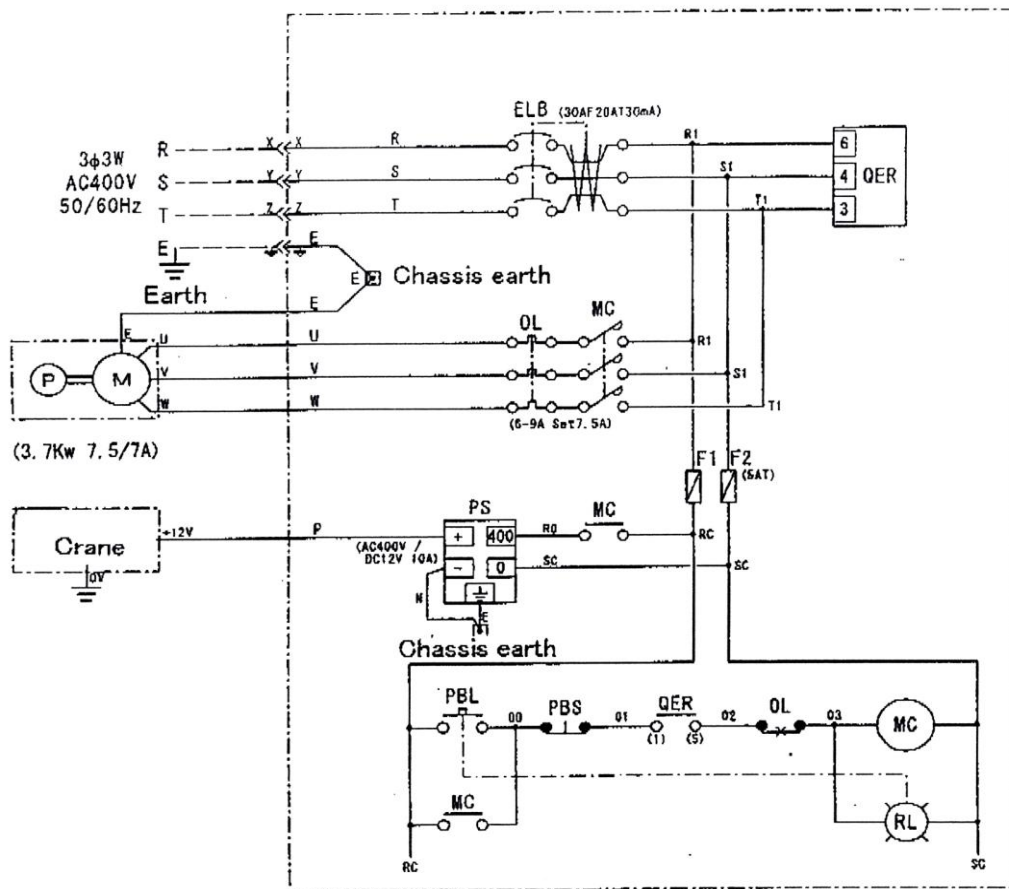 ELB (30AF20AT30mA)
3φ3W
AC400V
50/60Hz
R X X R R1 6
S Y Y S S1 4 QER
T Z Z T T1 3
E E
E Chassis earth
Earth E
E
U U OL MC R1
P M V V S1
W W T1
(6-9A Set7.5A)
(3.7Kw 7.5/7A)
F1 F2
(5AT)
PS MC
+12V P + 400 R0 RC
(AC400V /
DC12V 10A)
Crane
0V
- 0 SC SC
N E
Chassis earth
PBL 00 PBS 01 QER 02 OL 03 MC
(1) (5)
MC RL
RC SC